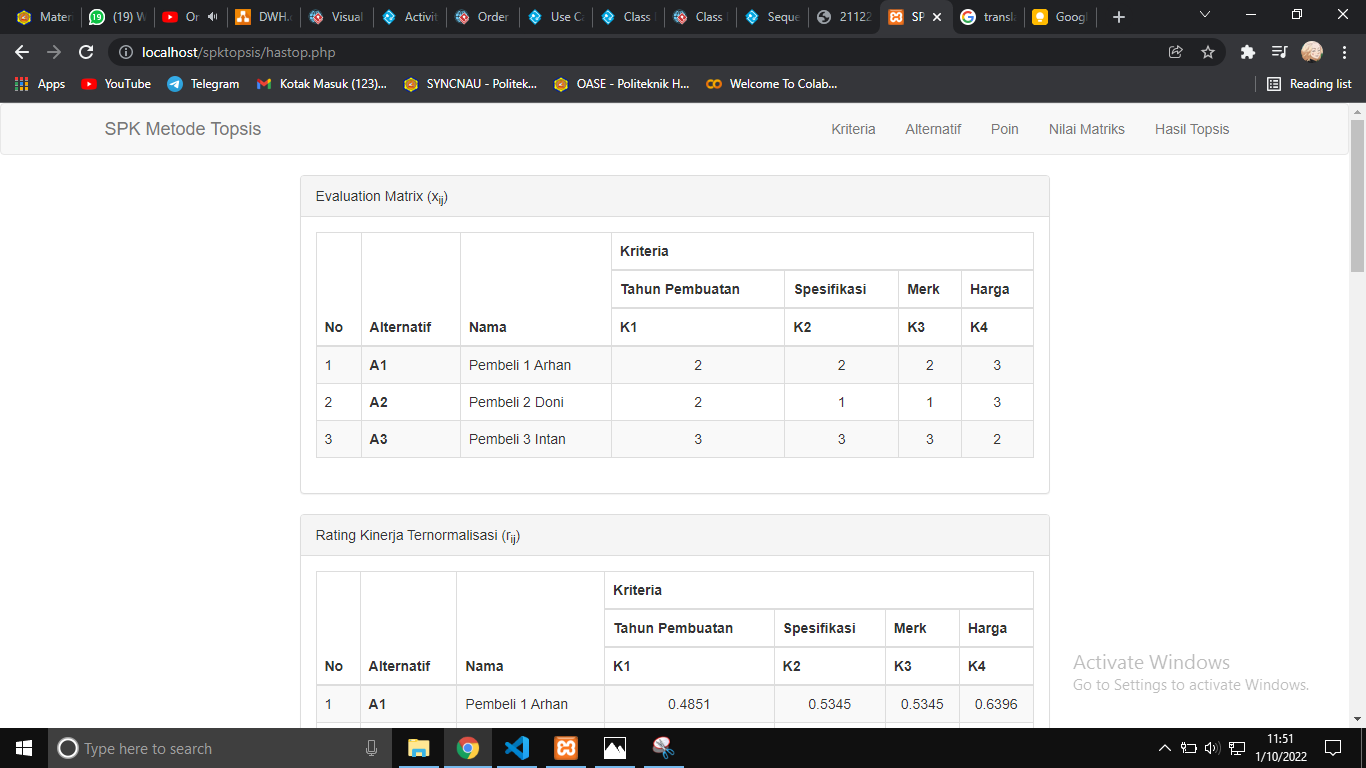 Mater
(19) W
Or
DWH.
Visual
Activit
Order
Use Ca
Class
Class
Seque
21122
SP
transla
Googl
localhost/spktopsis/hastop.php
Apps YouTube Telegram Kotak Masuk (123)... SYNCNAU - Politek... OASE - Politeknik H... Welcome To Colab... Reading list
SPK Metode Topsis Kriteria Alternatif Poin Nilai Matriks Hasil Topsis
Evaluation Matrix (xij)
Kriteria
Tahun Pembuatan Spesifikasi Merk Harga
No Alternatif Nama K1 K2 K3 K4
1 A1 Pembeli 1 Arhan 2 2 2 3
2 A2 Pembeli 2 Doni 2 1 1 3
3 A3 Pembeli 3 Intan 3 3 3 2
Rating Kinerja Ternormalisasi (rij)
Kriteria
Tahun Pembuatan Spesifikasi Merk Harga
No Alternatif Nama K1 K2 K3 K4
1 A1 Pembeli 1 Arhan 0.4851 0.5345 0.5345 0.6396
Activate Windows
Go to Settings to activate Windows.
Type here to search
11:51
1/10/2022